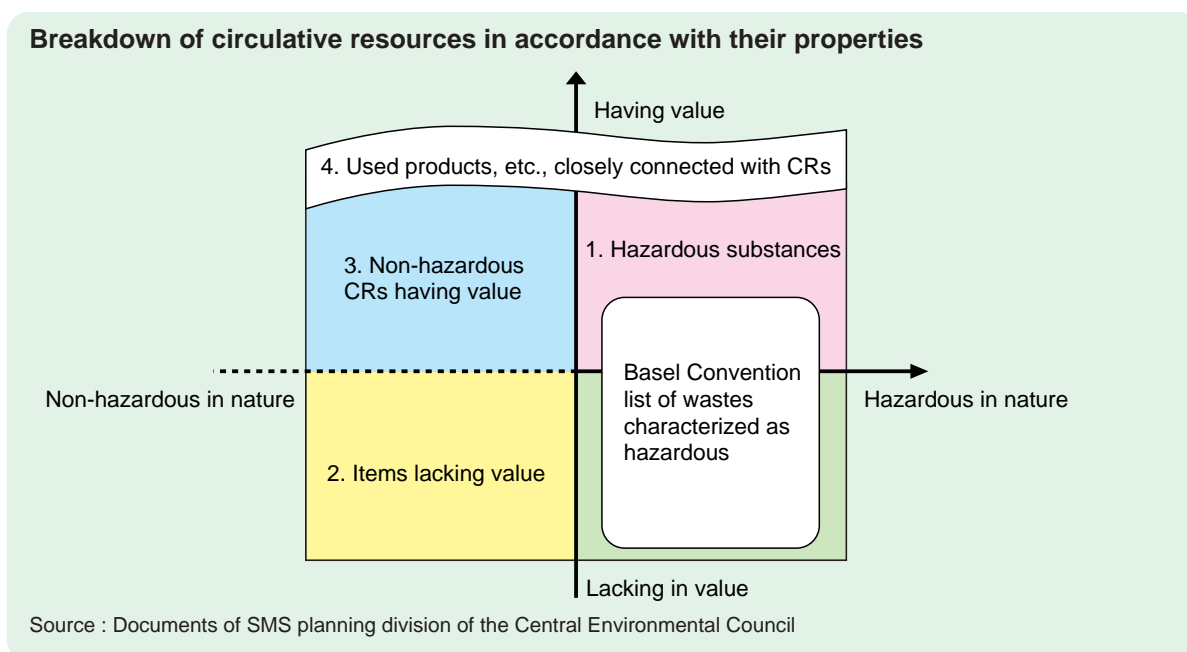 Breakdown of circulative resources in accordance with their properties
Having value
4. Used products, etc., closely connected with CRs
1. Hazardous substances
3. Non-hazardous
CRs having value
Basel Convention
list of wastes
characterized as
hazardous
Non-hazardous in nature
Hazardous in nature
2. Items lacking value
Lacking in value
Source : Documents of SMS planning division of the Central Environmental Council